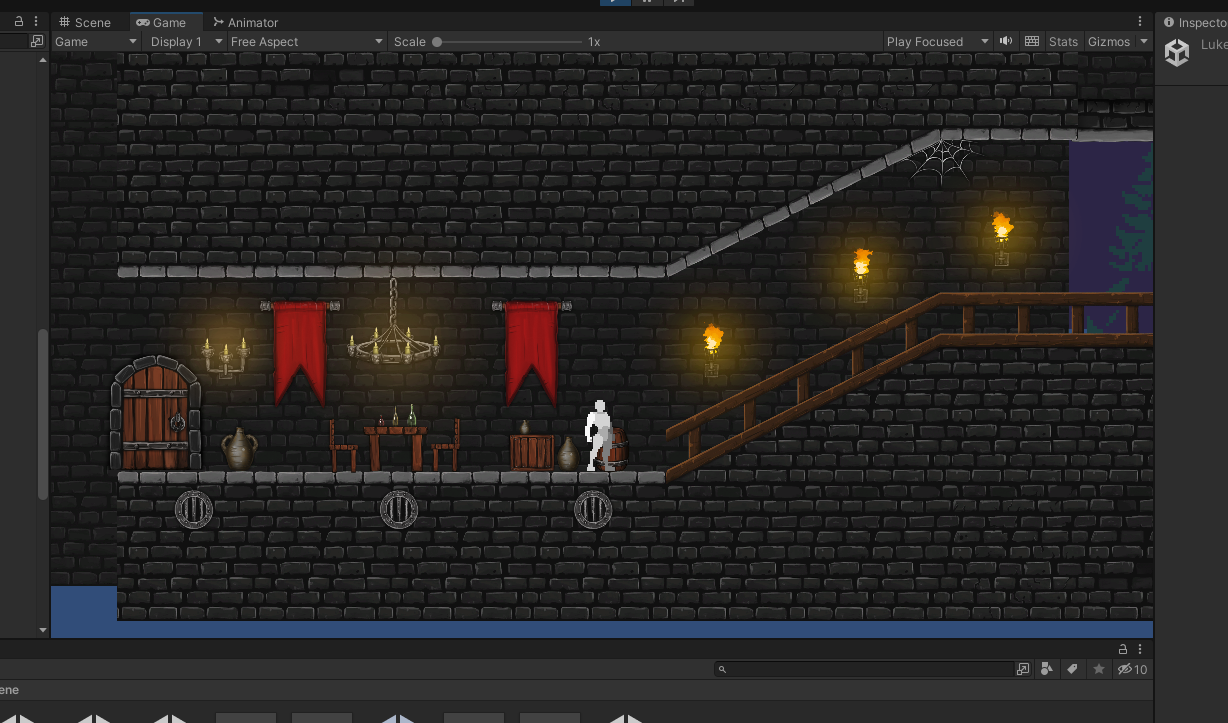 Scene Game Animator Inspecto
Game Display 1 Free Aspect Scale 1x Play Focused Stats Gizmos Luke
10
ene